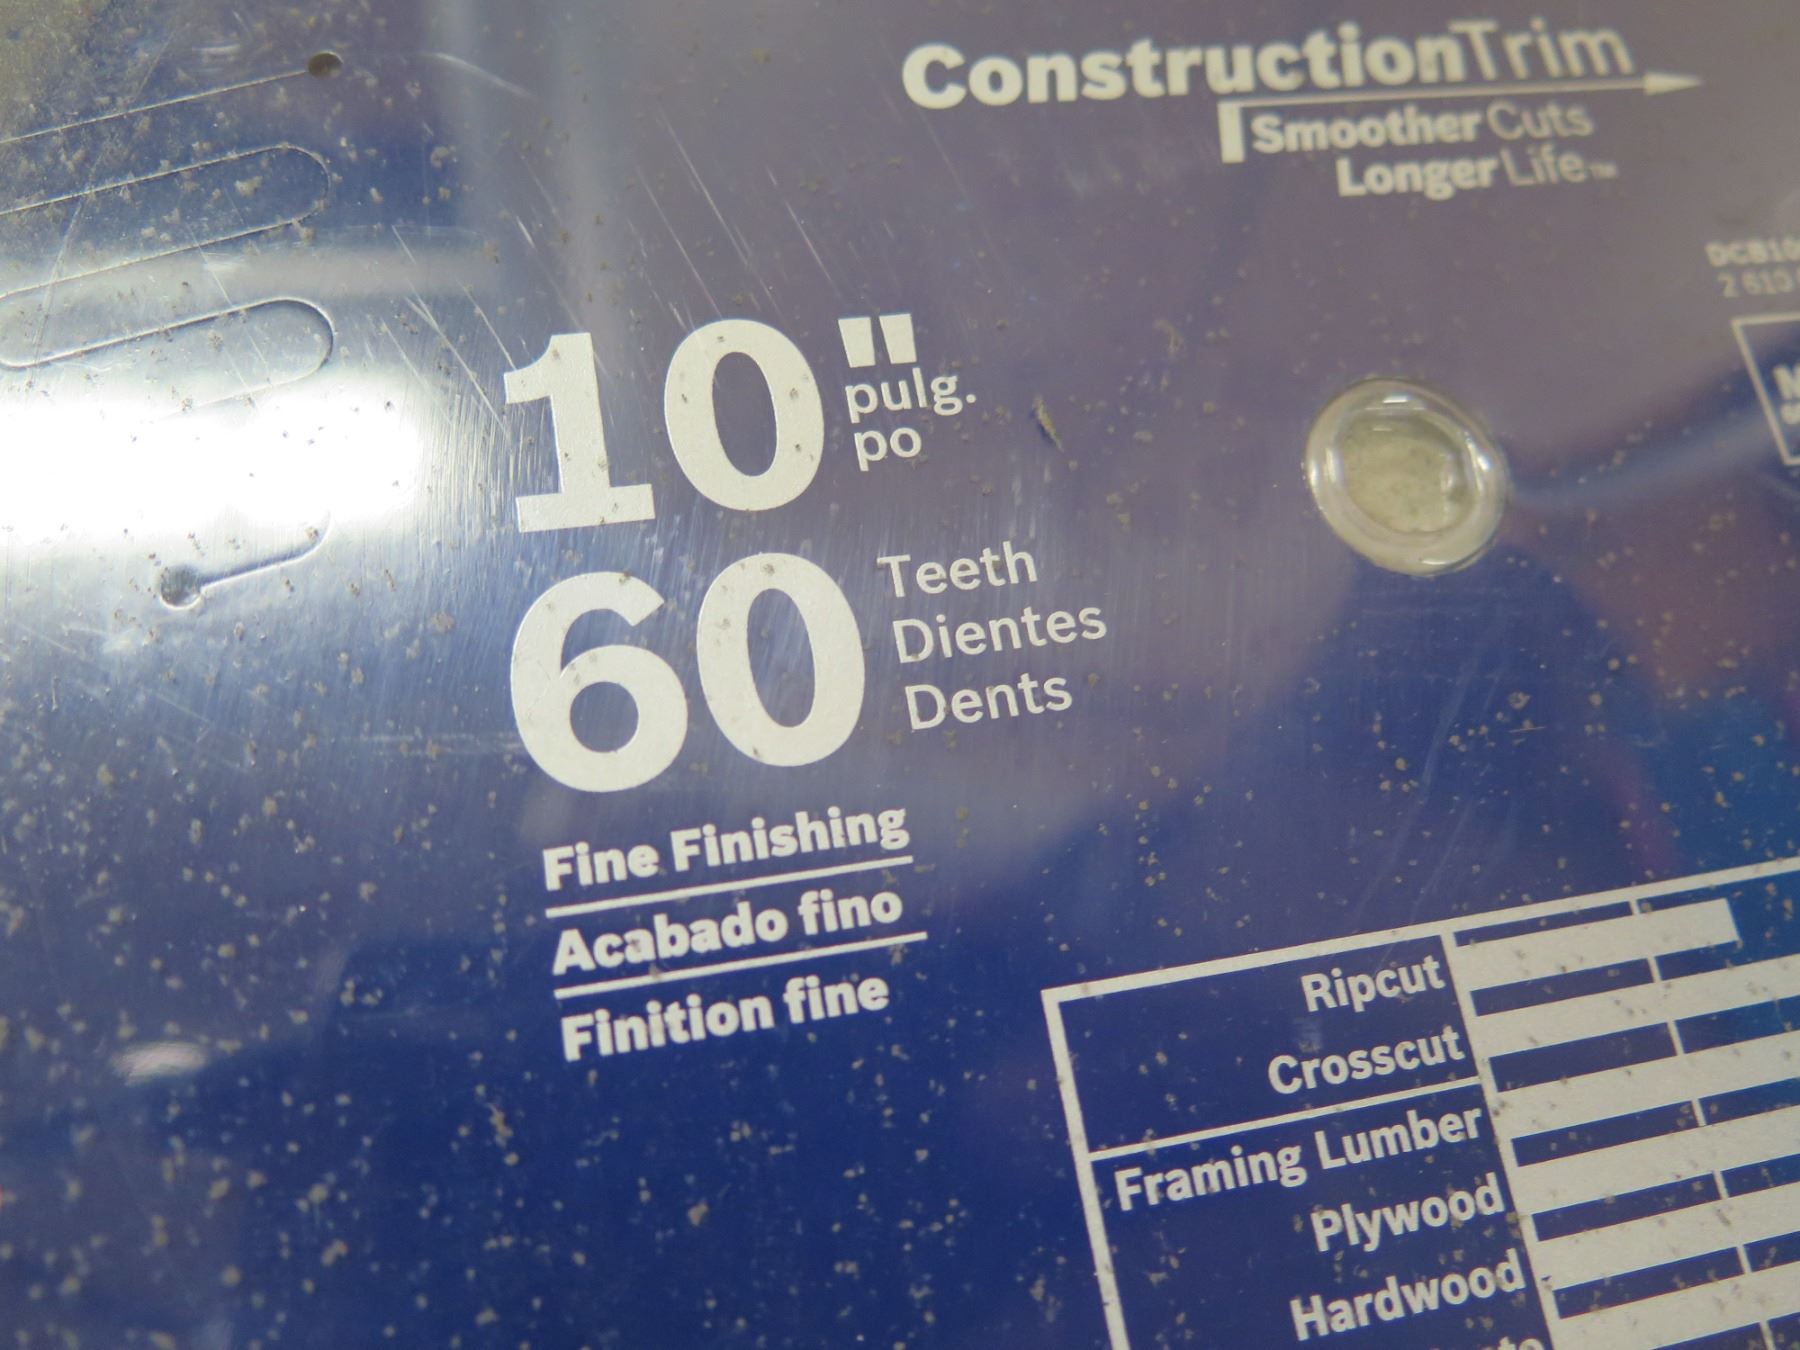 ConstructionTrim
Smoother Cuts
Longer Life™
10"
pulg.
po
60
Teeth
Dientes
Dents
Fine Finishing
Acabado fino
Finition fine
Ripcut
Crosscut
Framing Lumber
Plywood
Hardwood